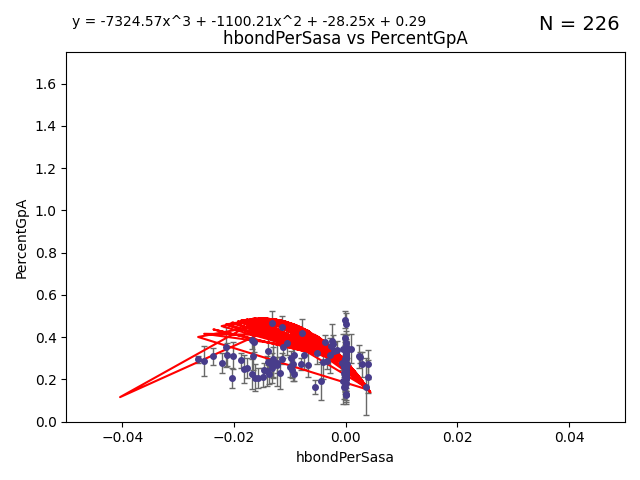 y = -7324.57x^3 + -1100.21x^2 + -28.25x + 0.29
N = 226
hbondPerSasa vs PercentGpA
1.6
1.4
1.2
1.0
0.8
0.6
0.4
0.2
0.0
PercentGpA
−0.04
−0.02
0.00
0.02
0.04
hbondPerSasa